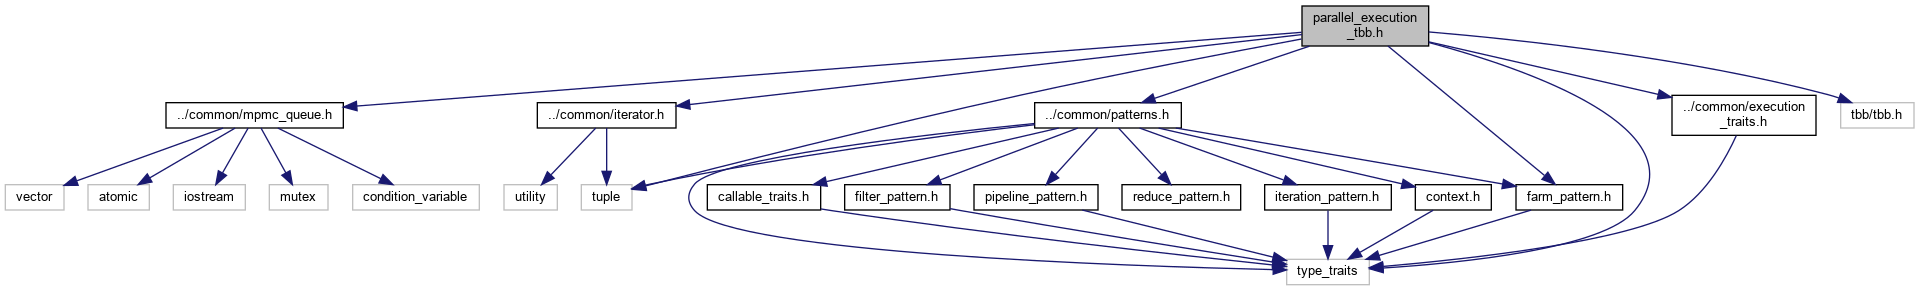 parallel_execution
_tbb.h
../common/mpmc_queue.h
../common/iterator.h
../common/patterns.h
../common/execution
_traits.h
tbb/tbb.h
vector
atomic
iostream
mutex
condition_variable
utility
tuple
callable_traits.h
filter_pattern.h
pipeline_pattern.h
reduce_pattern.h
iteration_pattern.h
context.h
farm_pattern.h
type_traits